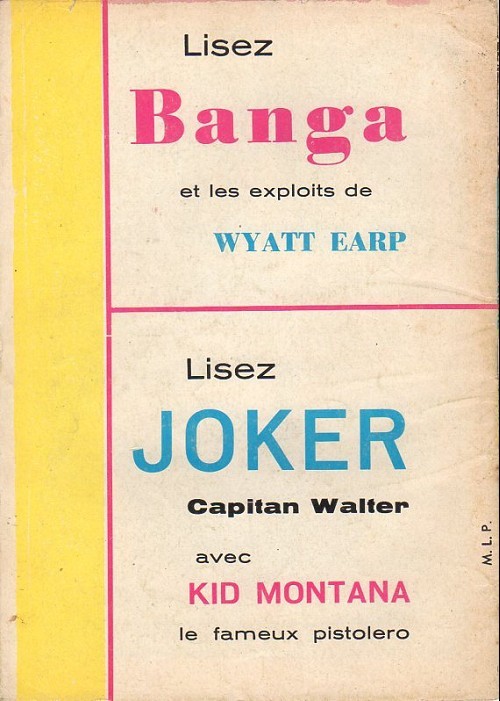 Lisez
Banga
et les exploits de
WYATT EARP
Lisez
JOKER
Capitan Walter
avec
KID MONTANA
le fameux pistolero
M. L. P.